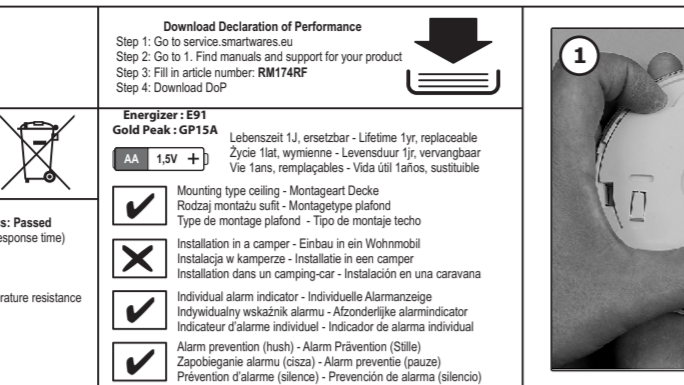 Download Declaration of Performance
Step 1: Go to service.smartwares.eu
Step 2: Go to 1. Find manuals and support for your product
Step 3: Fill in article number: RM174RF
Step 4: Download DoP
Energizer : E91
Gold Peak : GP15A
AA 1,5V +
Lebenszeit 1J, ersetzbar - Lifetime 1yr, replaceable
Życie 1lat, wymienne - Levensduur 1jr, vervangbaar
Vie 1ans, remplaçables - Vida útil 1años, sustituible
Mounting type ceiling - Montageart Decke
Rodzaj montażu sufit - Montagetype plafond
Type de montage plafond - Tipo de montaje techo
Installation in a camper - Einbau in ein Wohnmobil
Instalacja w kamperze - Installatie in een camper
Installation dans un camping-car - Instalación en una caravana
Individual alarm indicator - Individuelle Alarmanzeige
Indywidualny wskaźnik alarmu - Afzonderlijke alarmindicator
Indicateur d'alarme individuel - Indicador de alarma individual
Alarm prevention (hush) - Alarm Prävention (Stille)
Zapobieganie alarmu (cisza) - Alarm preventie (pauze)
Prévention d'alarme (silence) - Prevención de alarma (silencio)
s: Passed
esponse time)
rature resistance
1